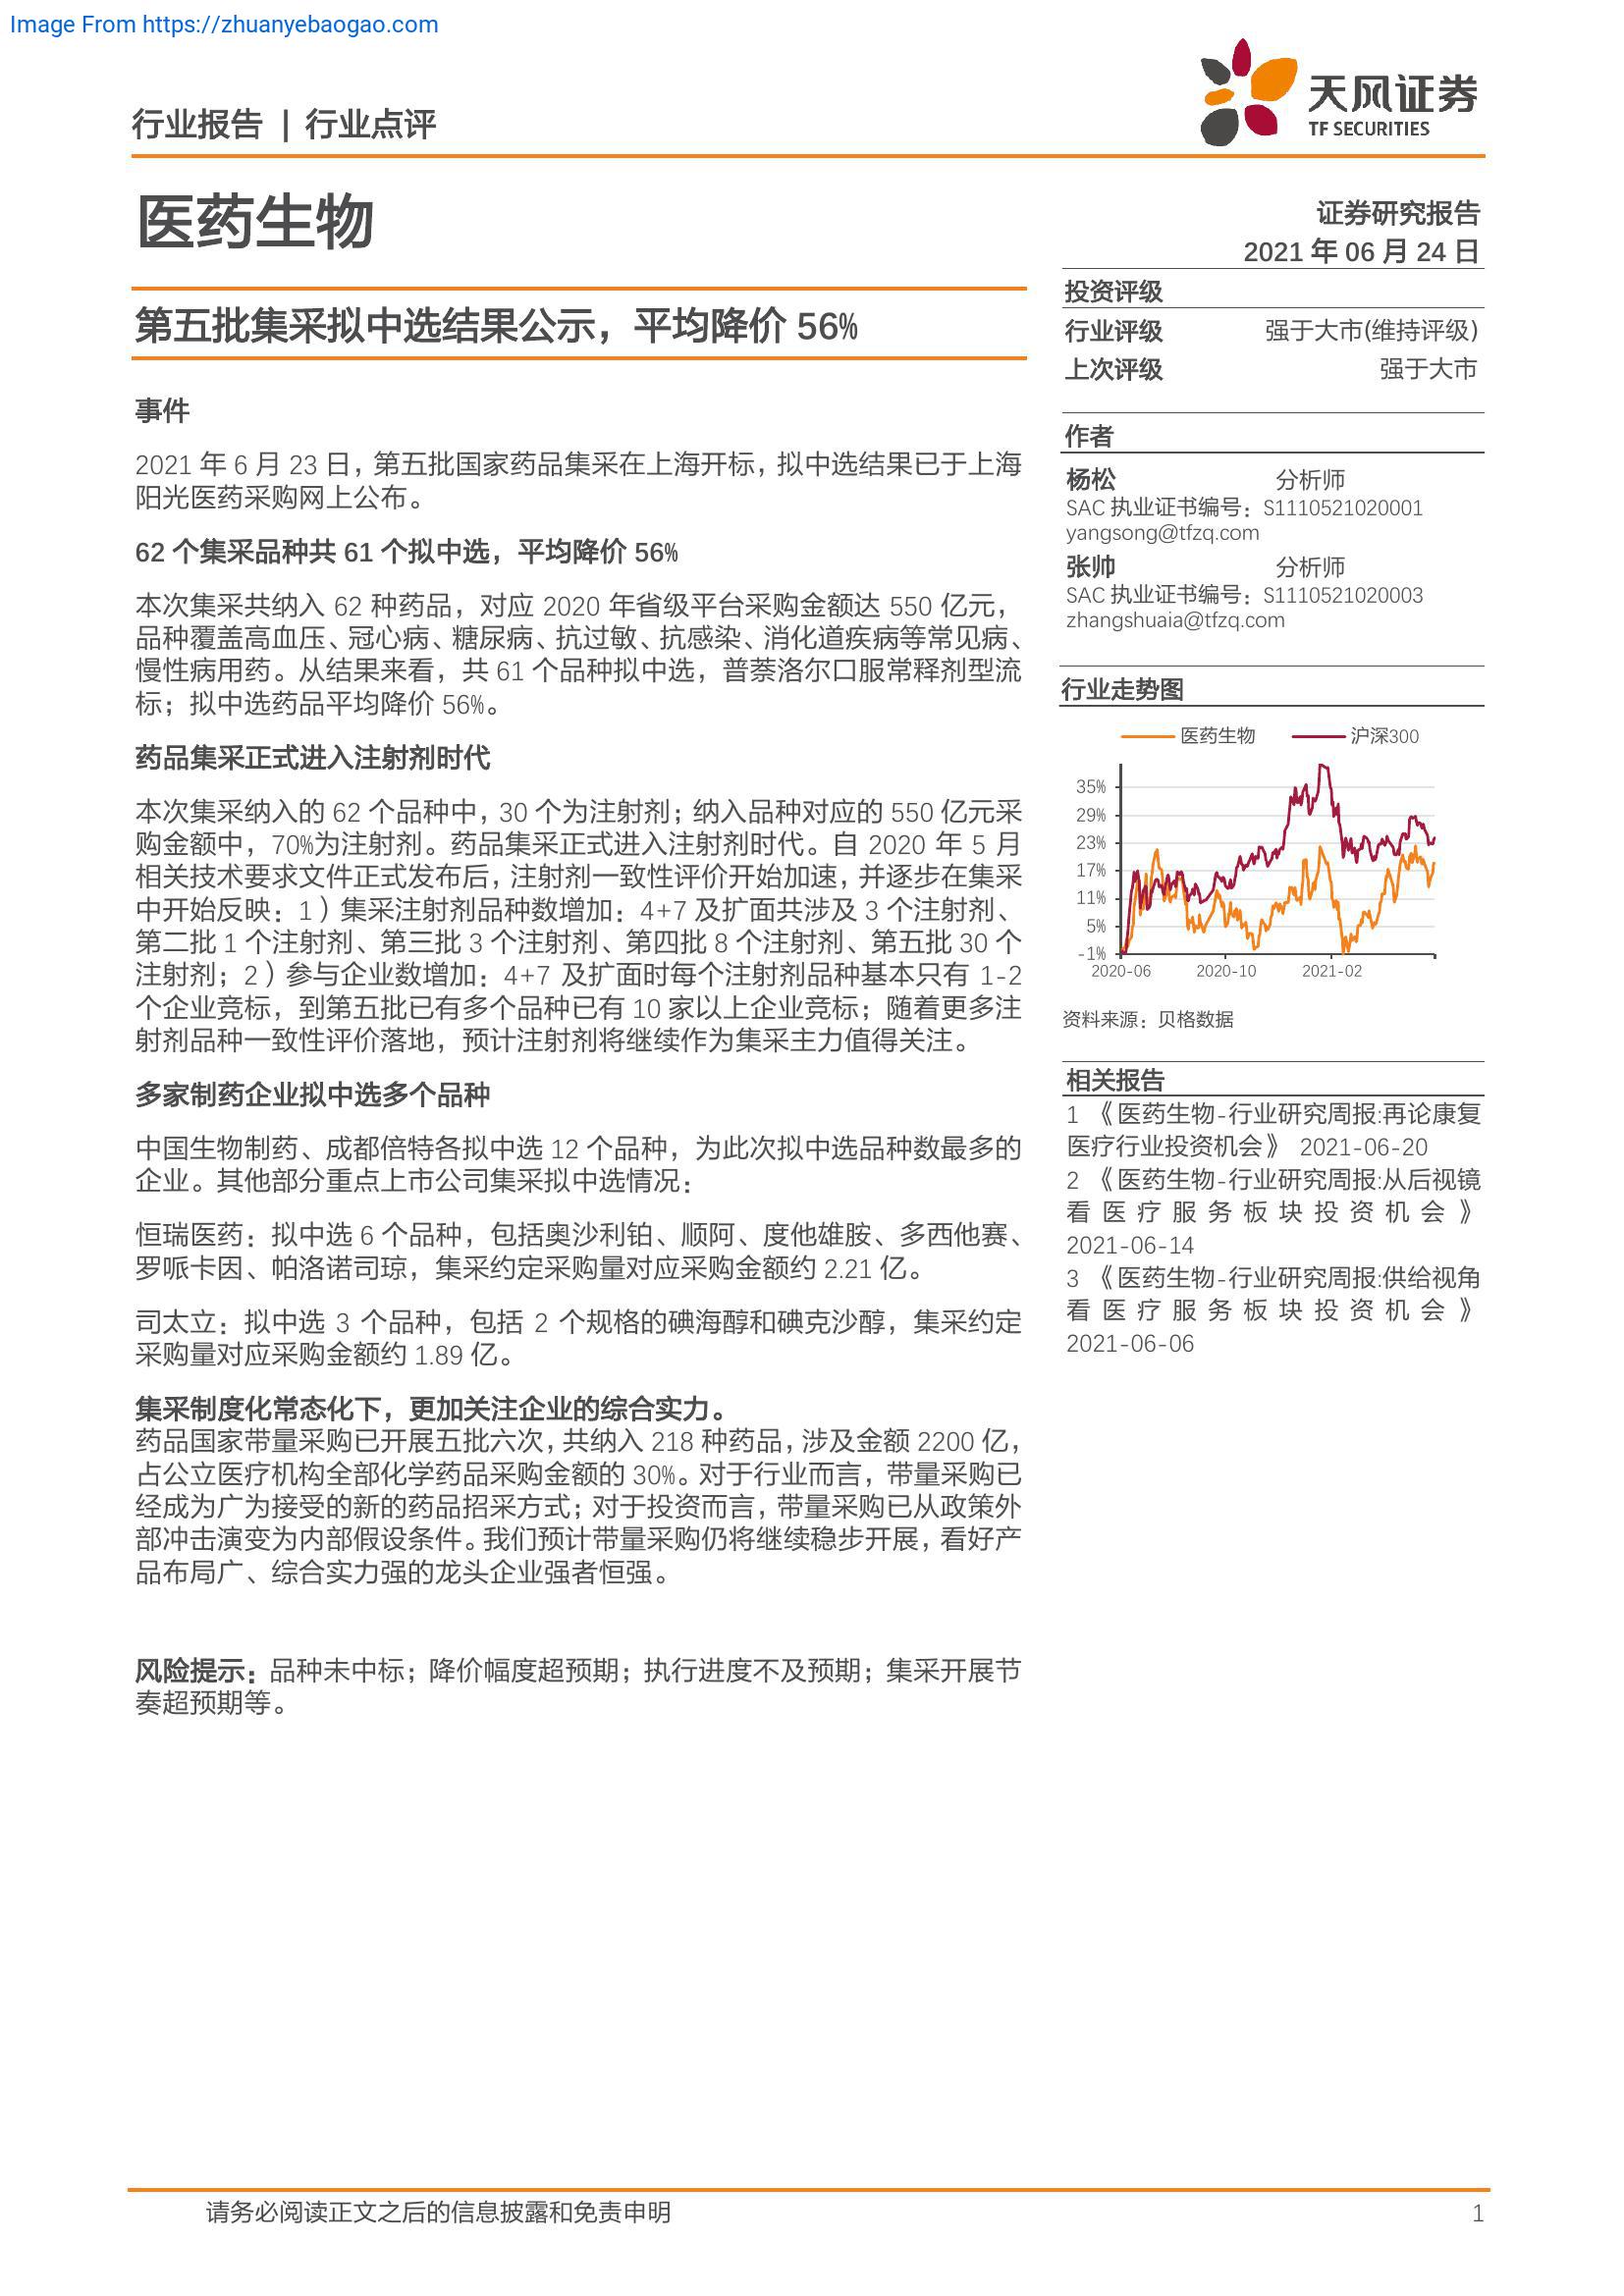 Image From https://zhuanyebaogao.com
行业报告 | 行业点评
天风证券
TF SECURITIES
医药生物
证券研究报告
2021 年 06 月 24 日
第五批集采拟中选结果公示，平均降价 56%
事件
2021 年 6 月 23 日，第五批国家药品集采在上海开标，拟中选结果已于上海
阳光医药采购网上公布。
62 个集采品种共 61 个拟中选，平均降价 56%
本次集采共纳入 62 种药品，对应 2020 年省级平台采购金额达 550 亿元，
品种覆盖高血压、冠心病、糖尿病、抗过敏、抗感染、消化道疾病等常见病、
慢性病用药。从结果来看，共 61 个品种拟中选，普萘洛尔口服常释剂型流
标；拟中选药品平均降价 56%。
药品集采正式进入注射剂时代
本次集采纳入的 62 个品种中，30 个为注射剂；纳入品种对应的 550 亿元采
购金额中，70%为注射剂。药品集采正式进入注射剂时代。自 2020 年 5 月
相关技术要求文件正式发布后，注射剂一致性评价开始加速，并逐步在集采
中开始反映：1）集采注射剂品种数增加：4+7 及扩面共涉及 3 个注射剂、
第二批 1 个注射剂、第三批 3 个注射剂、第四批 8 个注射剂、第五批 30 个
注射剂；2）参与企业数增加：4+7 及扩面时每个注射剂品种基本只有 1-2
个企业竞标，到第五批已有多个品种已有 10 家以上企业竞标；随着更多注
射剂品种一致性评价落地，预计注射剂将继续作为集采主力值得关注。
多家制药企业拟中选多个品种
中国生物制药、成都倍特各拟中选 12 个品种，为此次拟中选品种数最多的
企业。其他部分重点上市公司集采拟中选情况：
恒瑞医药：拟中选 6 个品种，包括奥沙利铂、顺阿、度他雄胺、多西他赛、
罗哌卡因、帕洛诺司琼，集采约定采购量对应采购金额约 2.21 亿。
司太立：拟中选 3 个品种，包括 2 个规格的碘海醇和碘克沙醇，集采约定
采购量对应采购金额约 1.89 亿。
集采制度化常态化下，更加关注企业的综合实力。
药品国家带量采购已开展五批六次，共纳入 218 种药品，涉及金额 2200 亿，
占公立医疗机构全部化学药品采购金额的 30%。对于行业而言，带量采购已
经成为广为接受的新的药品招采方式；对于投资而言，带量采购已从政策外
部冲击演变为内部假设条件。我们预计带量采购仍将继续稳步开展，看好产
品布局广、综合实力强的龙头企业强者恒强。
风险提示：品种未中标；降价幅度超预期；执行进度不及预期；集采开展节
奏超预期等。
投资评级
行业评级 强于大市(维持评级)
上次评级 强于大市
作者
杨松 分析师
SAC 执业证书编号：S1110521020001
yangsong@tfzq.com
张帅 分析师
SAC 执业证书编号：S1110521020003
zhangshuaia@tfzq.com
行业走势图
医药生物 沪深300
35%
29%
23%
17%
11%
5%
-1%
2020-06 2020-10 2021-02
资料来源：贝格数据
相关报告
1 《医药生物-行业研究周报:再论康复
医疗行业投资机会》 2021-06-20
2 《医药生物-行业研究周报:从后视镜
看医疗服务板块投资机会》
2021-06-14
3 《医药生物-行业研究周报:供给视角
看医疗服务板块投资机会》
2021-06-06
请务必阅读正文之后的信息披露和免责申明 1